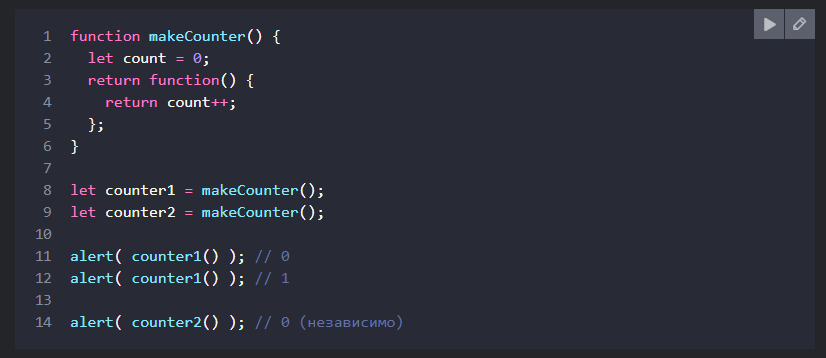 1 function makeCounter() {
2   let count = 0;
3   return function() {
4     return count++;
5   };
6 }
7
8 let counter1 = makeCounter();
9 let counter2 = makeCounter();
10
11 alert( counter1() ); // 0
12 alert( counter1() ); // 1
13
14 alert( counter2() ); // 0 (независимо)